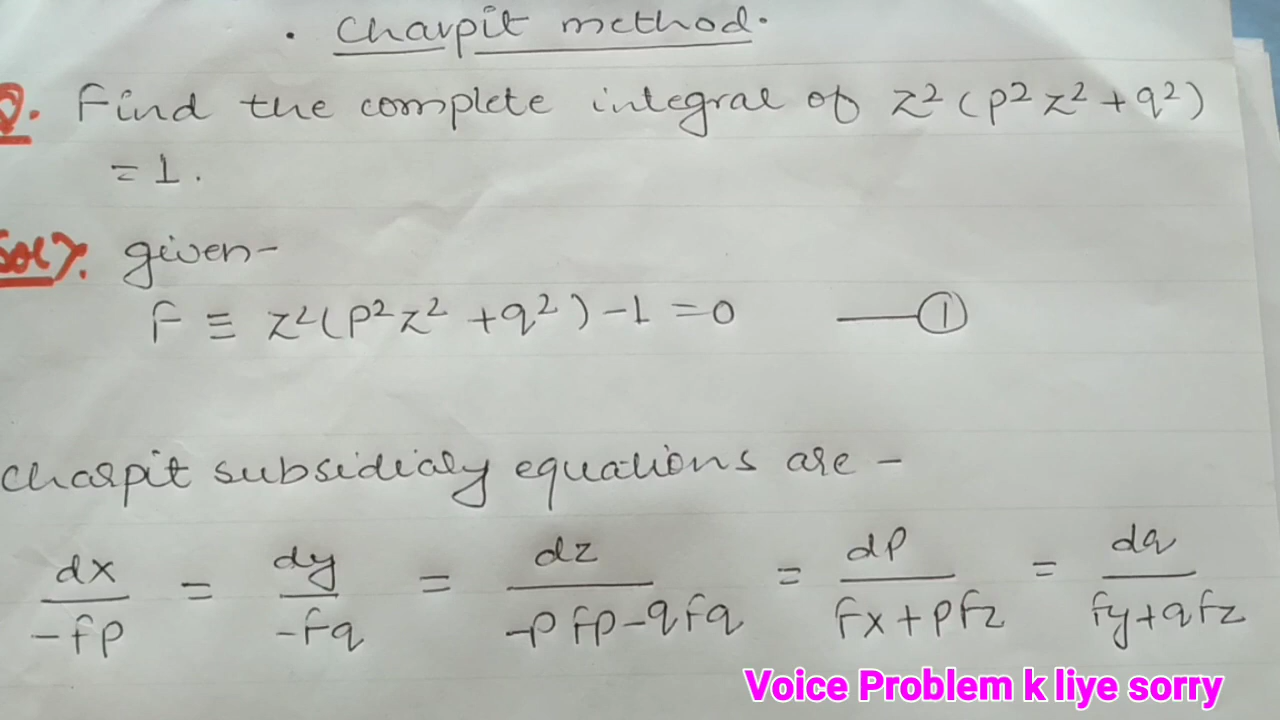 . Charpit method.
Q. Find the complete integral of z²(p²z²+q²)
= 1.
Sol>. given-
F ≡ z²(p²z²+q²)-1=0 ——①
charpit subsidialy equations are -
dx/-fp = dy/-fq = dz/-p fp-qfq = dp/fx+pfz = dq/fy+qfz
Voice Problem k liye sorry